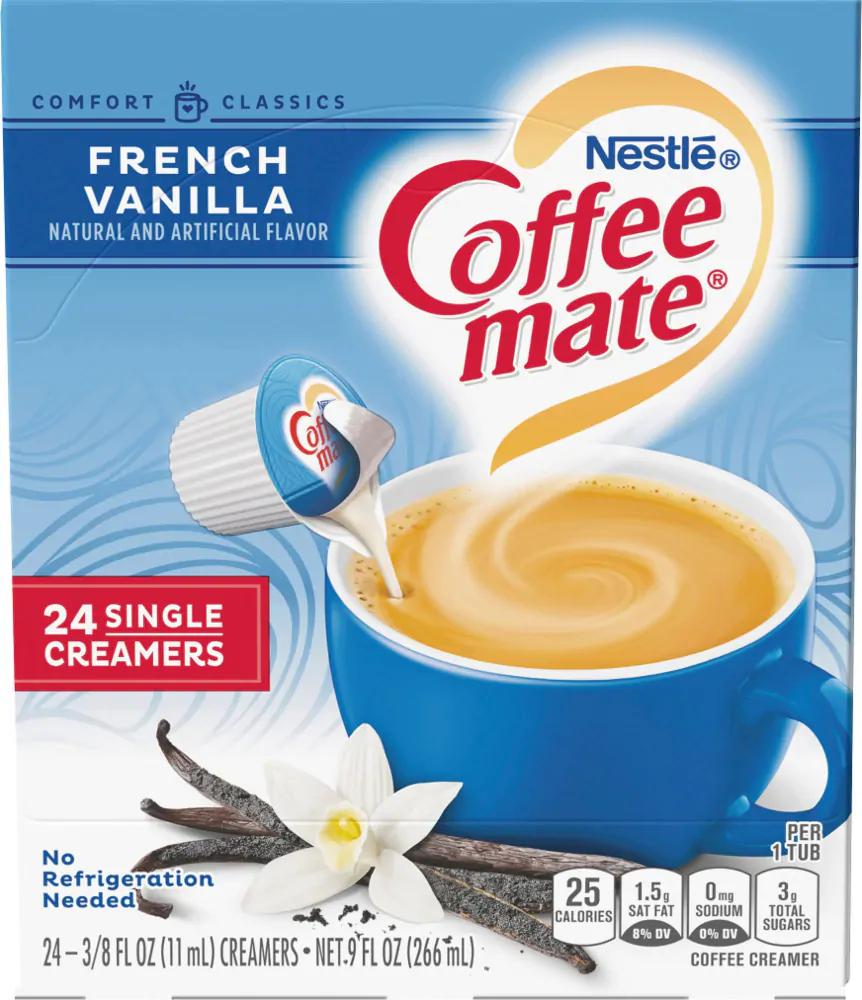 COMFORT CLASSICS
FRENCH
VANILLA
NATURAL AND ARTIFICIAL FLAVOR
Nestlé®
Coffee
mate®
24 SINGLE
CREAMERS
No
Refrigeration
Needed
24 – 3/8 FL OZ (11 mL) CREAMERS • NET 9 FL OZ (266 mL)
PER
1 TUB
25
CALORIES
1.5g
SAT FAT
8% DV
0mg
SODIUM
0% DV
3g
TOTAL
SUGARS
COFFEE CREAMER